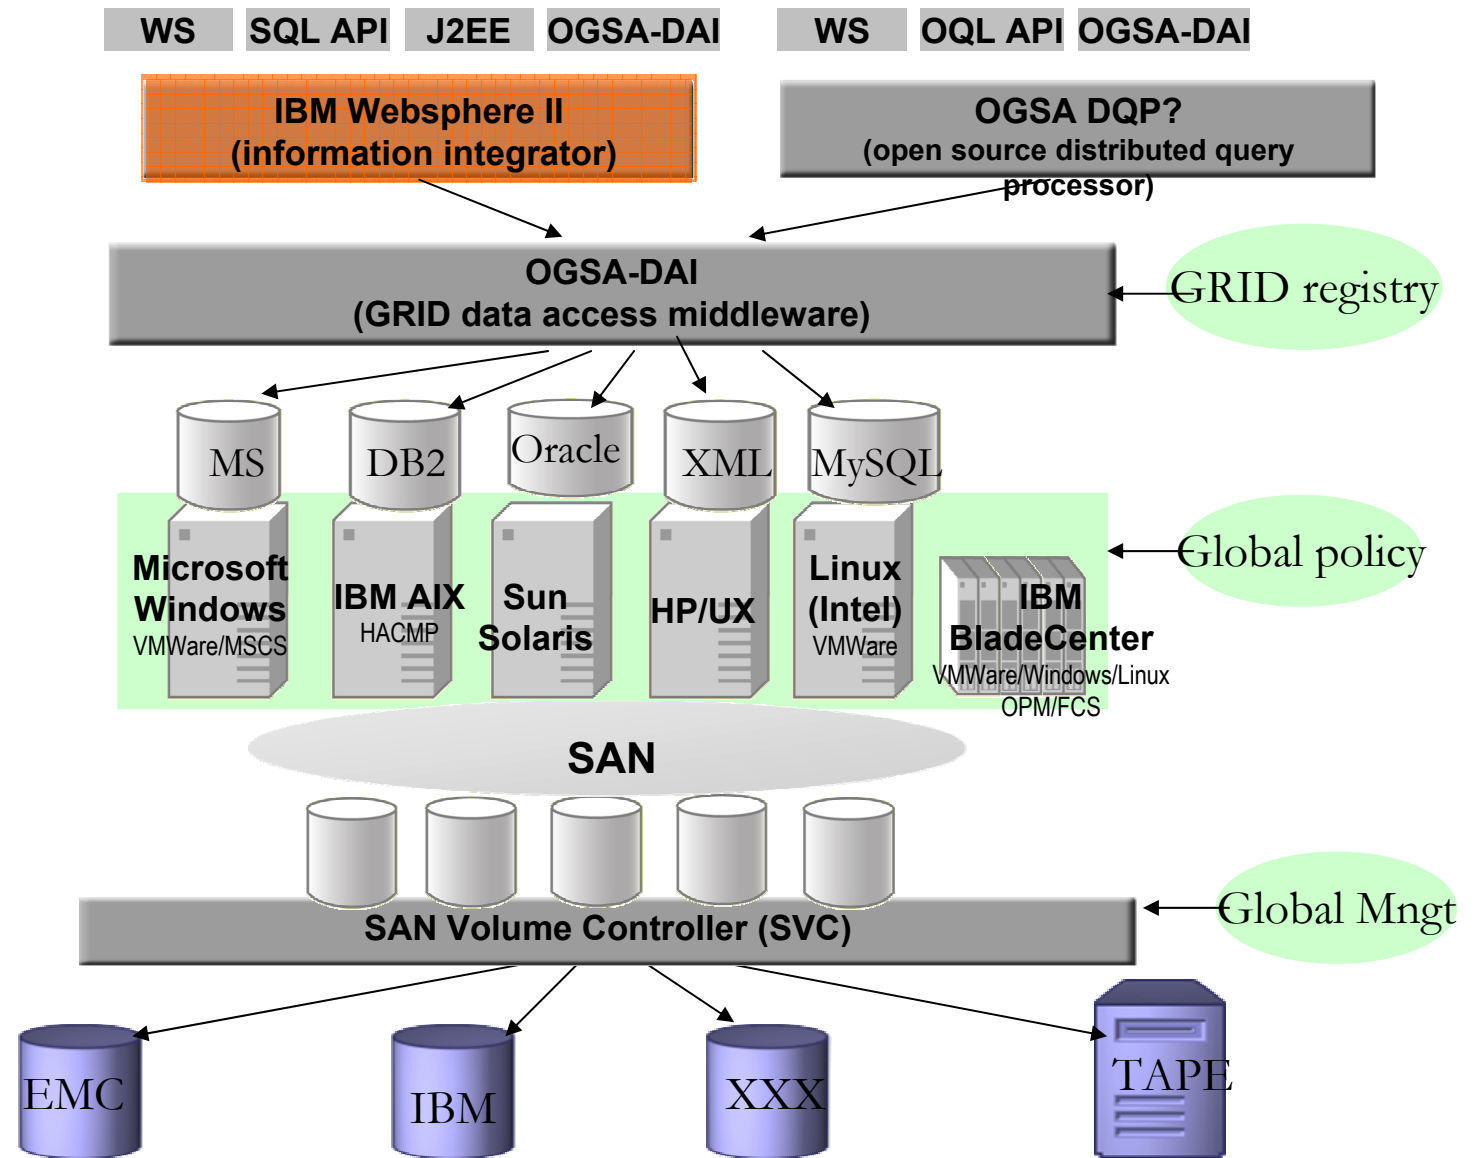 WS SQL API J2EE OGSA-DAI WS OQL API OGSA-DAI
IBM Websphere II
(information integrator)
OGSA DQP?
(open source distributed query
processor)
OGSA-DAI
(GRID data access middleware)
GRID registry
MS DB2 Oracle XML MySQL
Microsoft
Windows
VMWare/MSCS
IBM AIX
HACMP
Sun
Solaris
HP/UX
Linux
(Intel)
VMWare
IBM
BladeCenter
VMWare/Windows/Linux
OPM/FCS
Global policy
SAN
SAN Volume Controller (SVC)
Global Mngt
EMC IBM XXX TAPE